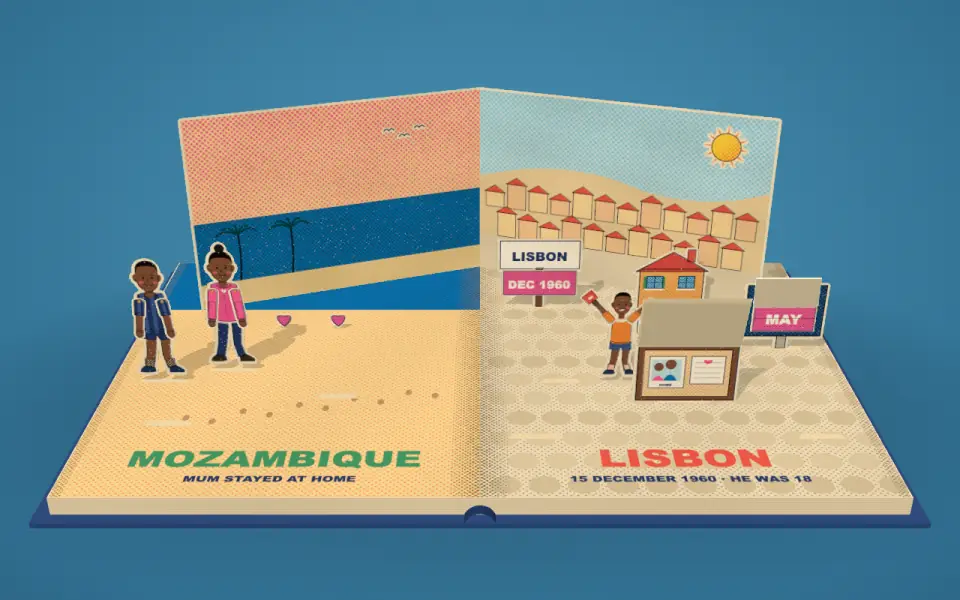 LISBON
DEC 1960
MAY
MOZAMBIQUE
MUM STAYED AT HOME
LISBON
15 DECEMBER 1960 · HE WAS 18